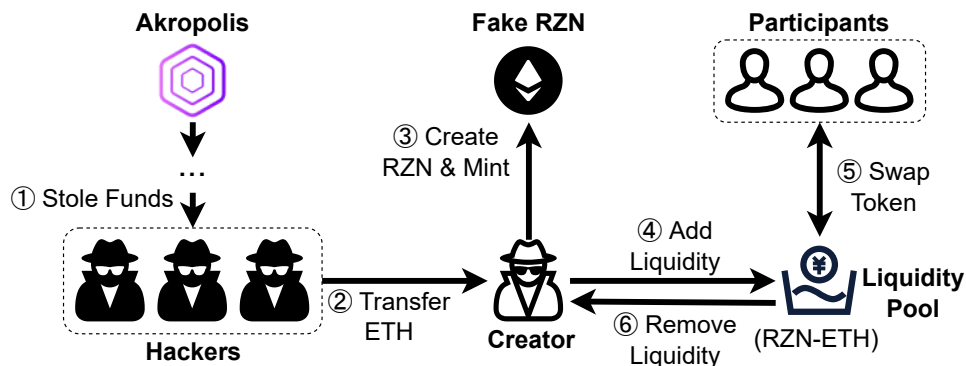 Akropolis
Fake RZN
Participants
...
① Stole Funds
Hackers
② Transfer
ETH
③ Create
RZN & Mint
Creator
④ Add
Liquidity
⑤ Swap
Token
¥
Liquidity
Pool
(RZN-ETH)
⑥ Remove
Liquidity